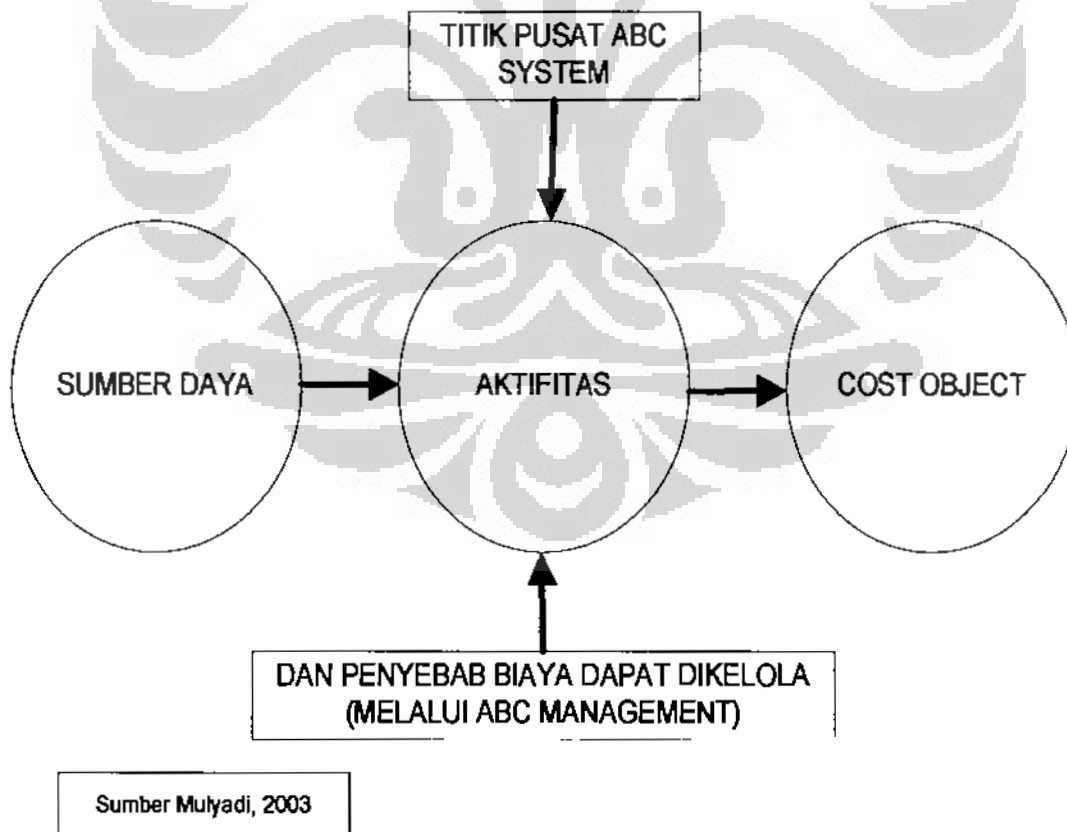 TITIK PUSAT ABC
SYSTEM
SUMBER DAYA
AKTIFITAS
COST OBJECT
DAN PENYEBAB BIAYA DAPAT DIKELOLA
(MELALUI ABC MANAGEMENT)
Sumber Mulyadi, 2003